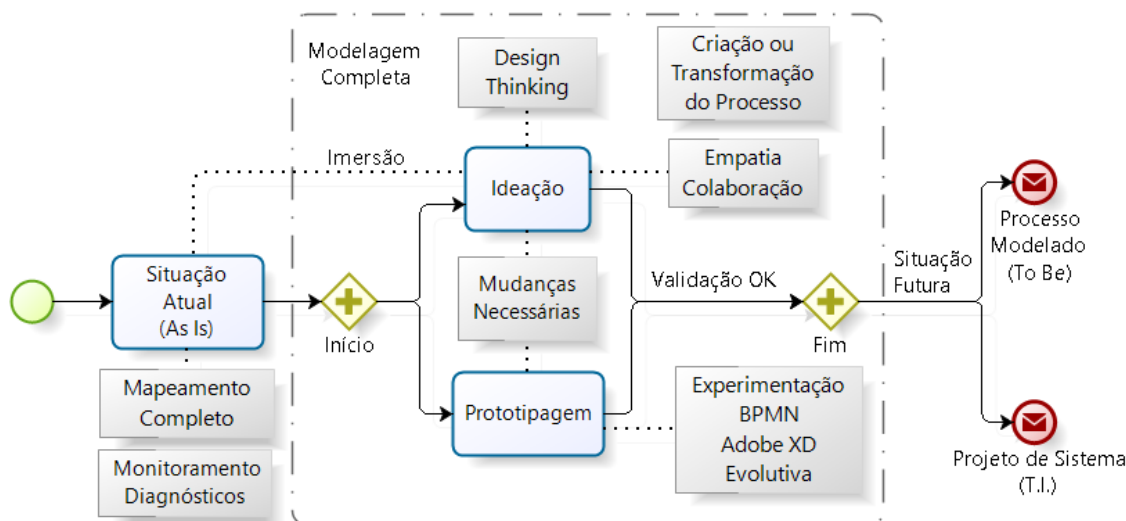 Modelagem
Completa
Design
Thinking
Criação ou
Transformação
do Processo
Imersão
Ideação
Empatia
Colaboração
Processo
Modelado
(To Be)
Situação
Atual
(As Is)
Início
Mudanças
Necessárias
Validação OK
Fim
Situação
Futura
Mapeamento
Completo
Monitoramento
Diagnósticos
Prototipagem
Experimentação
BPMN
Adobe XD
Evolutiva
Projeto de Sistema
(T.I.)